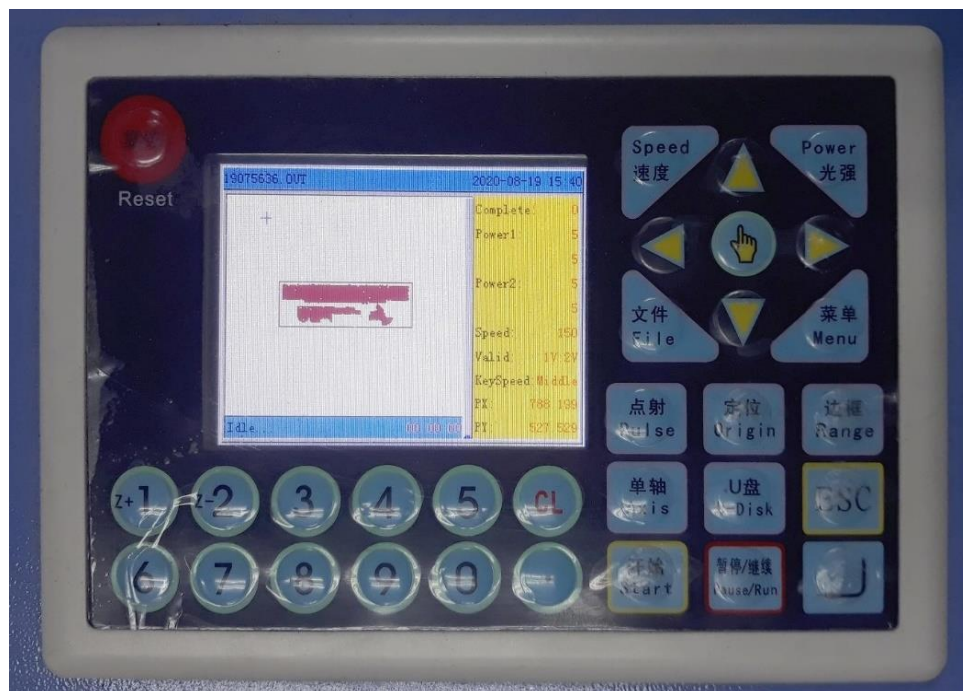 Reset
19075636.OUT 2020-08-19 15:40
Complete: 0
Power1: 5
5
Power2: 5
5
Speed: 150
Valid: 1V 2V
KeySpeed:Middle
PX: 788 199
PY: 527 529
Idle.. 00:00:00
Speed
速度
Power
光强
文件
File
菜单
Menu
点射
Pulse
定位
Origin
边框
Range
单轴
Axis
U盘
U-Disk
ESC
开始
Start
暂停/继续
Pause/Run
Z+ 1
Z- 2
3
4
5
CL
6
7
8
9
0